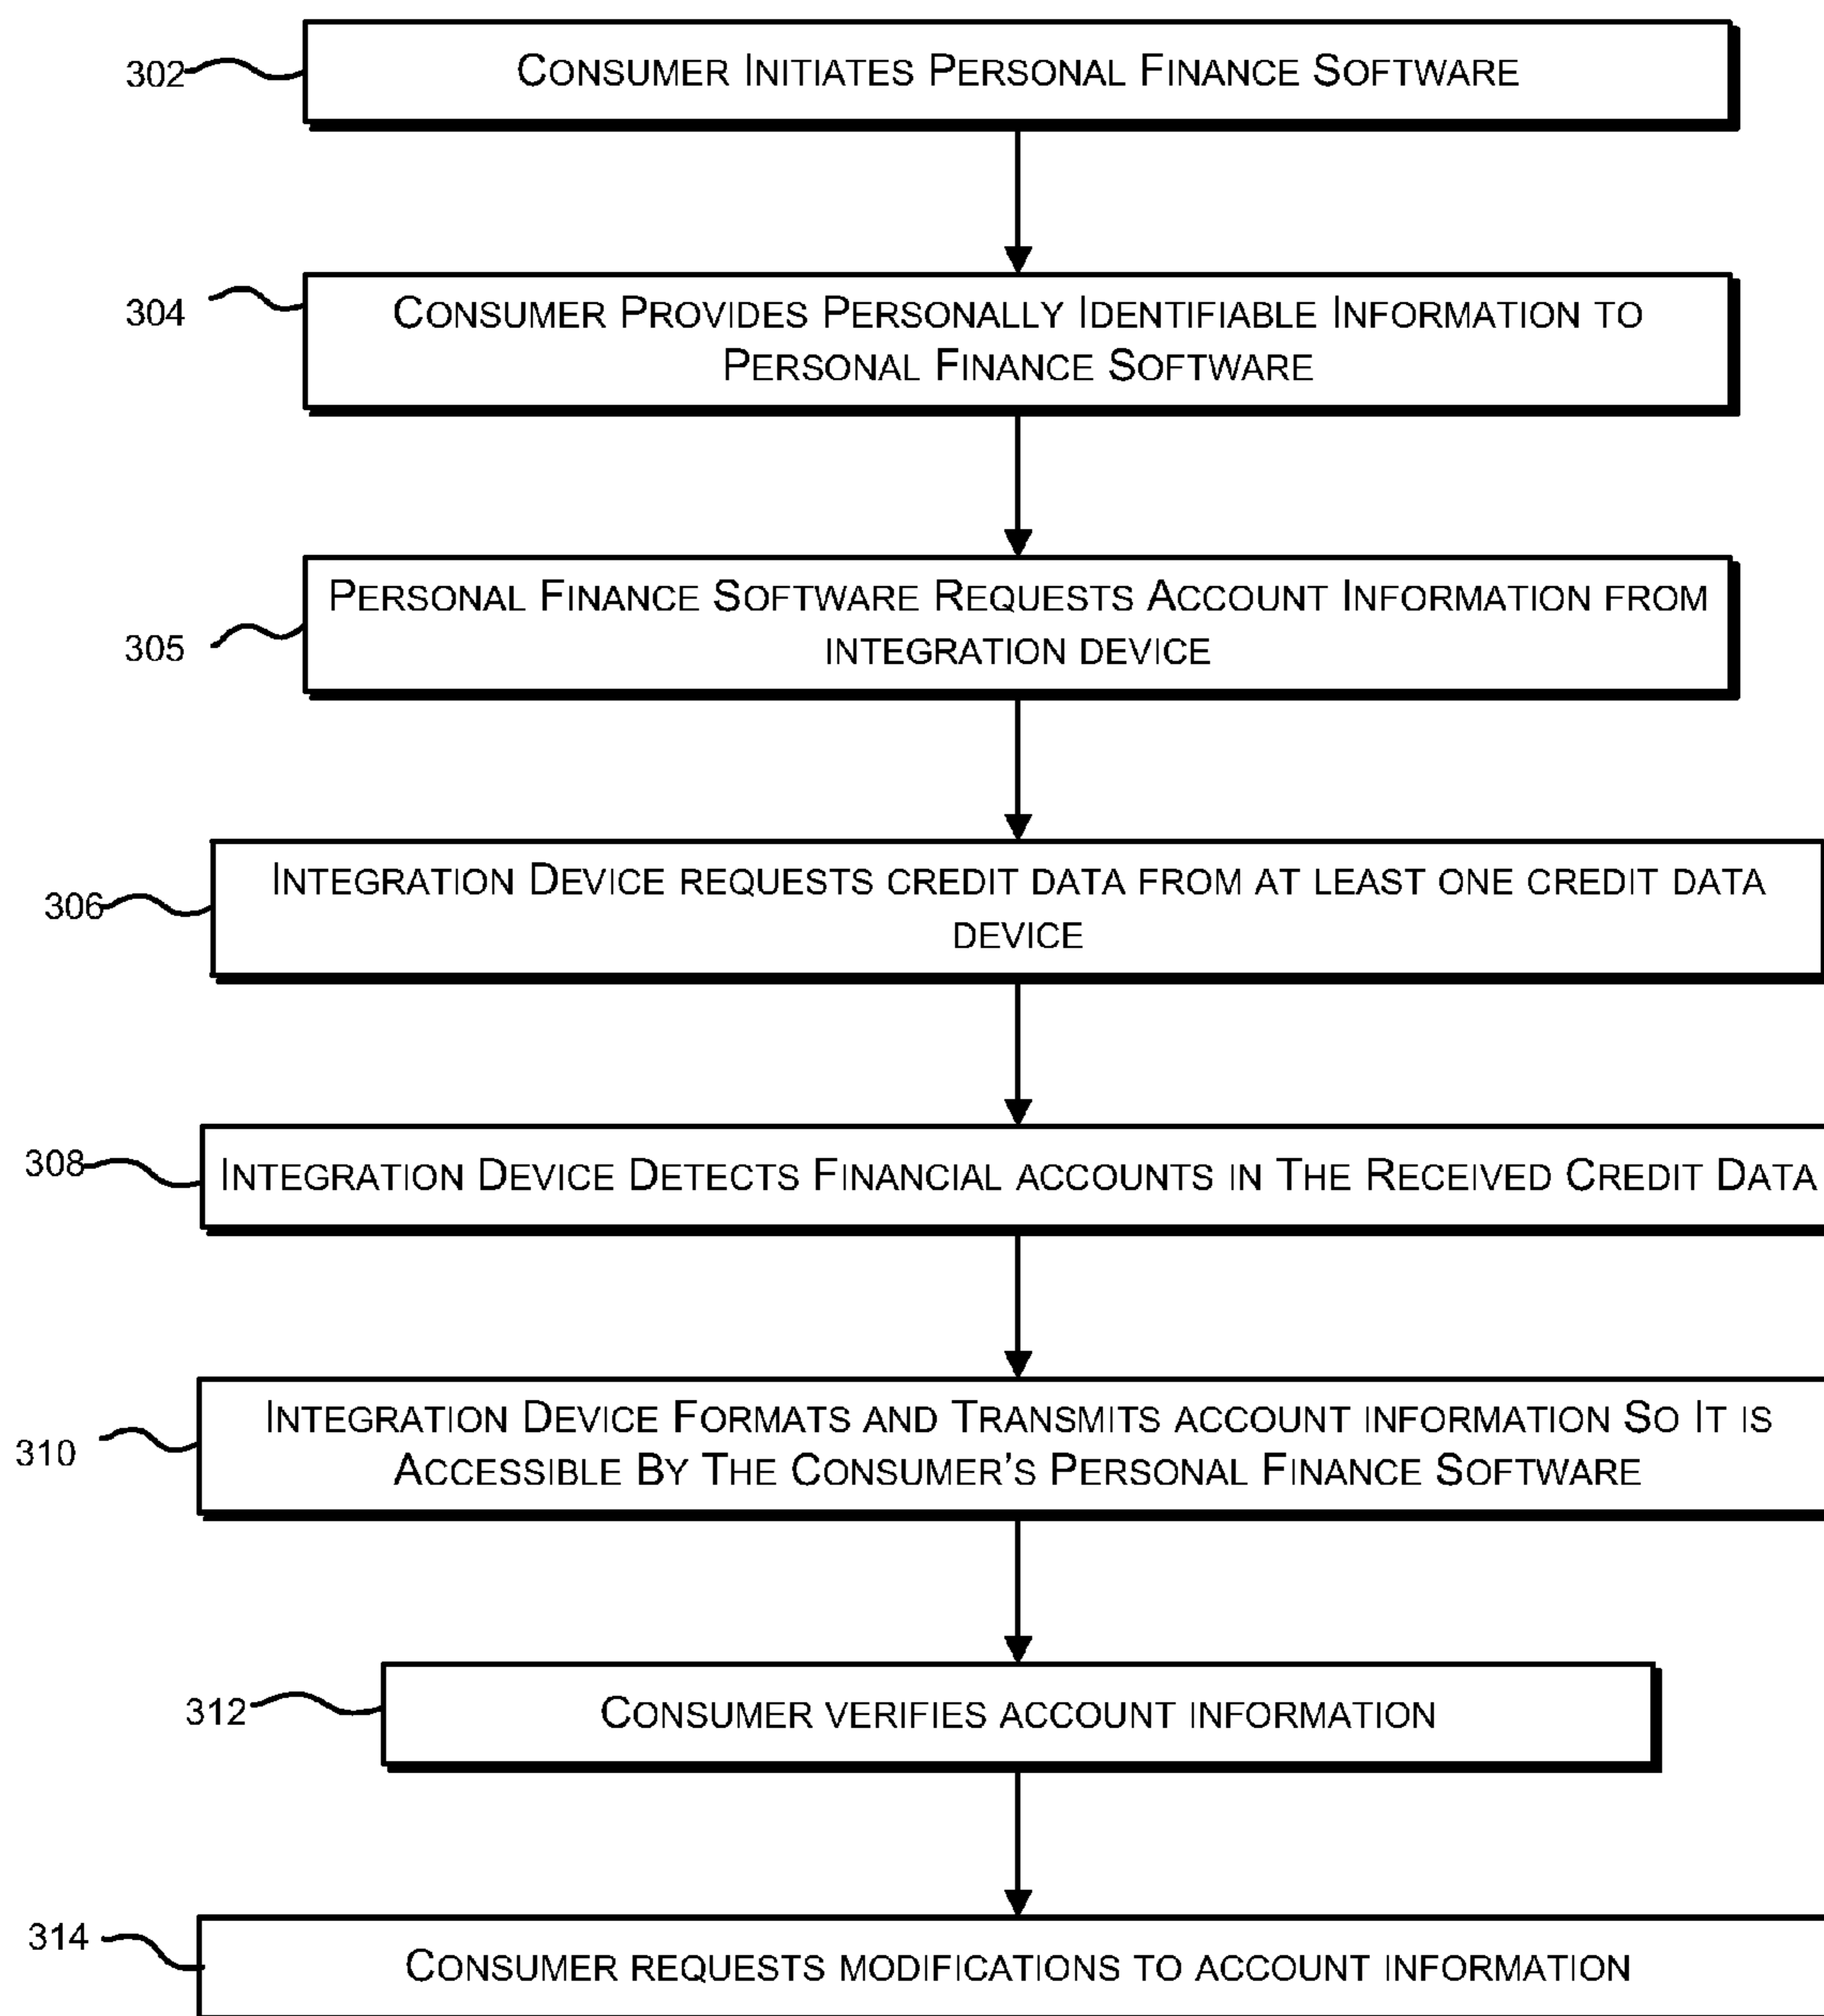 302 CONSUMER INITIATES PERSONAL FINANCE SOFTWARE
304 CONSUMER PROVIDES PERSONALLY IDENTIFIABLE INFORMATION TO
PERSONAL FINANCE SOFTWARE
PERSONAL FINANCE SOFTWARE REQUESTS ACCOUNT INFORMATION FROM
305 INTEGRATION DEVICE
306 INTEGRATION DEVICE REQUESTS CREDIT DATA FROM AT LEAST ONE CREDIT DATA
DEVICE
308 INTEGRATION DEVICE DETECTS FINANCIAL ACCOUNTS IN THE RECEIVED CREDIT DATA
310 INTEGRATION DEVICE FORMATS AND TRANSMITS ACCOUNT INFORMATION SO IT IS
ACCESSIBLE BY THE CONSUMER'S PERSONAL FINANCE SOFTWARE
312 CONSUMER VERIFIES ACCOUNT INFORMATION
314 CONSUMER REQUESTS MODIFICATIONS TO ACCOUNT INFORMATION